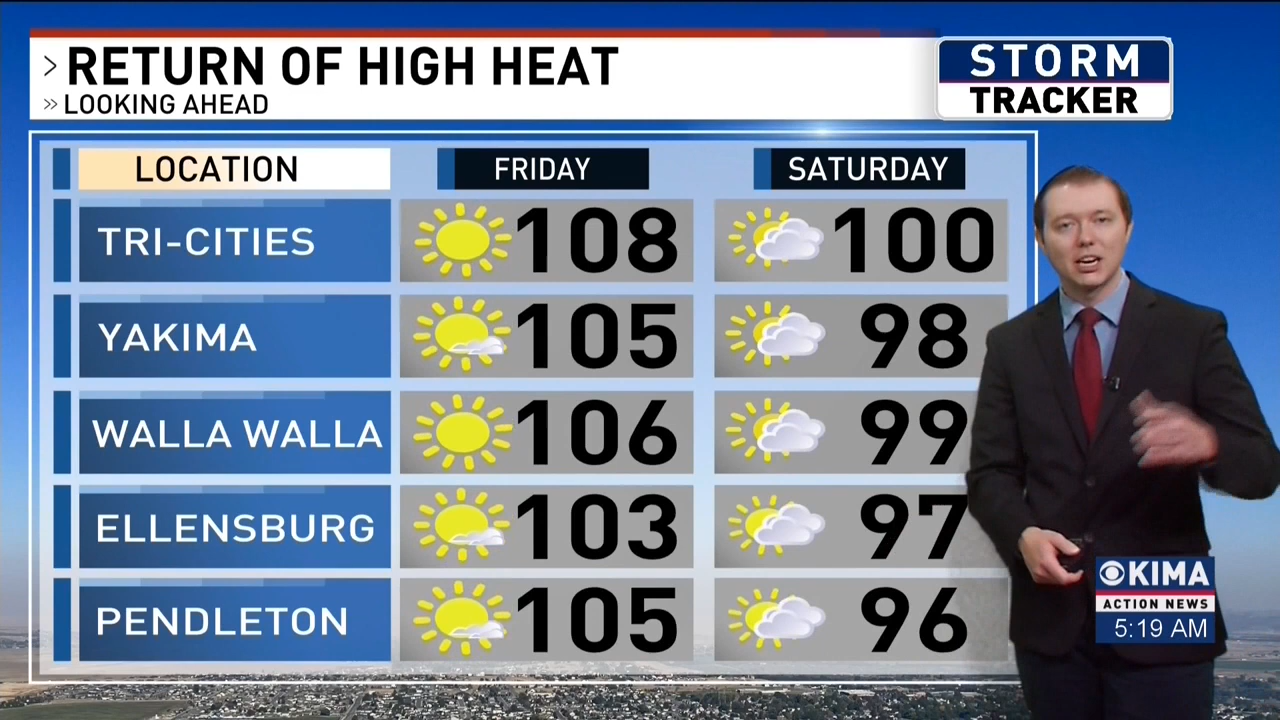 > RETURN OF HIGH HEAT
>> LOOKING AHEAD
STORM
TRACKER
LOCATION FRIDAY SATURDAY
TRI-CITIES 108 100
YAKIMA 105 98
WALLA WALLA 106 99
ELLENSBURG 103 97
PENDLETON 105 96
KIMA
ACTION NEWS
5:19 AM